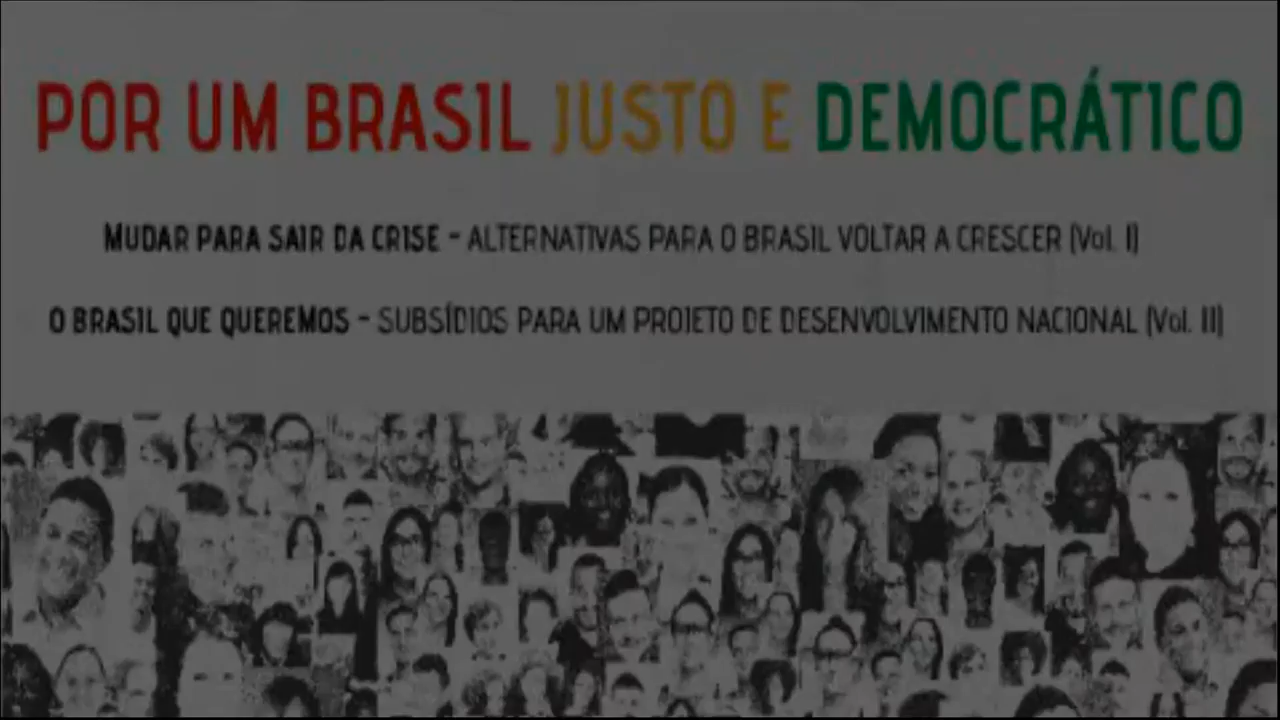 POR UM BRASIL JUSTO E DEMOCRÁTICO
MUDAR PARA SAIR DA CRISE - ALTERNATIVAS PARA O BRASIL VOLTAR A CRESCER (Vol. I)
O BRASIL QUE QUEREMOS - SUBSÍDIOS PARA UM PROJETO DE DESENVOLVIMENTO NACIONAL (Vol. II)